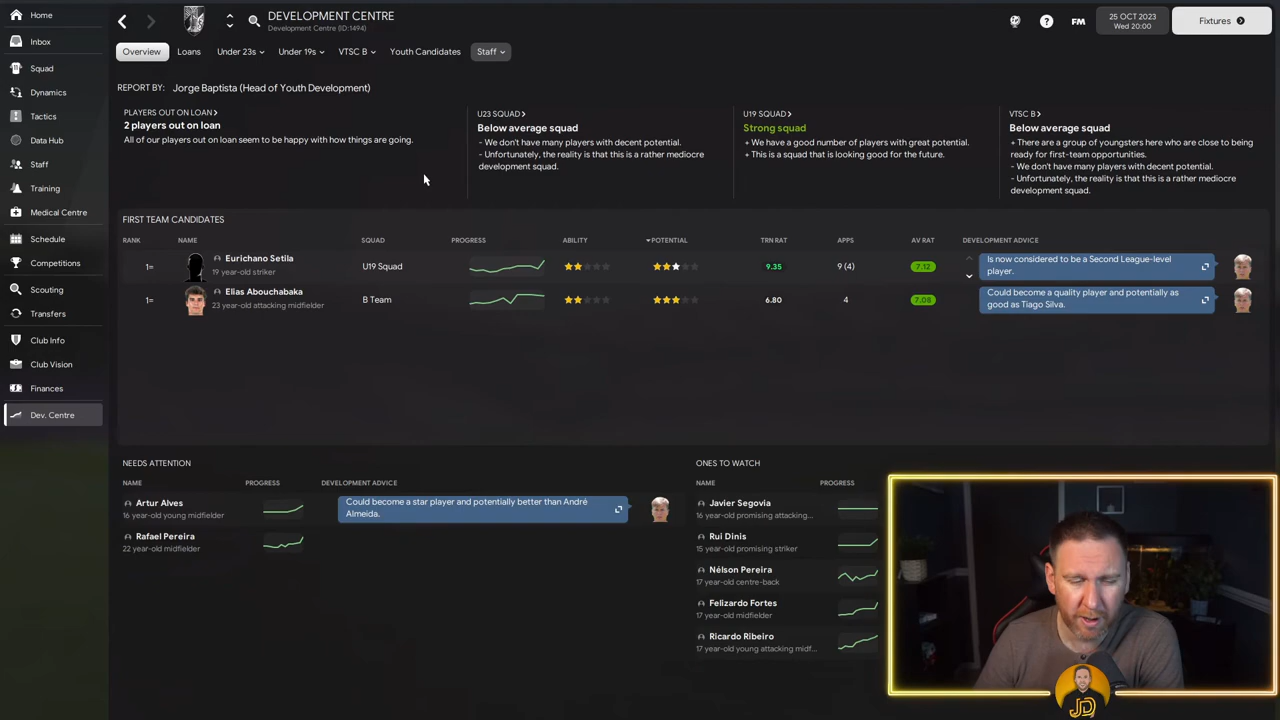 Home
DEVELOPMENT CENTRE
Development Centre (ID:1494)
?
FM
25 OCT 2023
Wed 20:00
Fixtures
Inbox
Squad
Dynamics
Tactics
Data Hub
Staff
Training
Medical Centre
Schedule
Competitions
Scouting
Transfers
Club Info
Club Vision
Finances
Dev. Centre
Overview
Loans
Under 23s
Under 19s
VTSC B
Youth Candidates
Staff
REPORT BY: Jorge Baptista (Head of Youth Development)
PLAYERS OUT ON LOAN
2 players out on loan
All of our players out on loan seem to be happy with how things are going.
U23 SQUAD
Below average squad
- We don't have many players with decent potential.
- Unfortunately, the reality is that this is a rather mediocre
development squad.
U19 SQUAD
Strong squad
+ We have a good number of players with great potential.
+ This is a squad that is looking good for the future.
VTSC B
Below average squad
+ There are a group of youngsters here who are close to being
ready for first-team opportunities.
- We don't have many players with decent potential.
- Unfortunately, the reality is that this is a rather mediocre
development squad.
FIRST TEAM CANDIDATES
RANK NAME SQUAD PROGRESS ABILITY POTENTIAL TRN RAT APPS AV RAT DEVELOPMENT ADVICE
1= Eurichano Setila
19 year-old striker
U19 Squad 9.35 9 (4) 7.12
Is now considered to be a Second League-level
player.
1= Elias Abouchabaka
23 year-old attacking midfielder
B Team 6.80 4 7.08
Could become a quality player and potentially as
good as Tiago Silva.
NEEDS ATTENTION
NAME PROGRESS DEVELOPMENT ADVICE
Artur Alves
16 year-old young midfielder
Could become a star player and potentially better than André
Almeida.
Rafael Pereira
22 year-old midfielder
ONES TO WATCH
NAME PROGRESS
Javier Segovia
16 year-old promising attacking...
Rui Dinis
15 year-old promising striker
Nélson Pereira
17 year-old centre-back
Felizardo Fortes
17 year-old midfielder
Ricardo Ribeiro
17 year-old young attacking midf...
JD